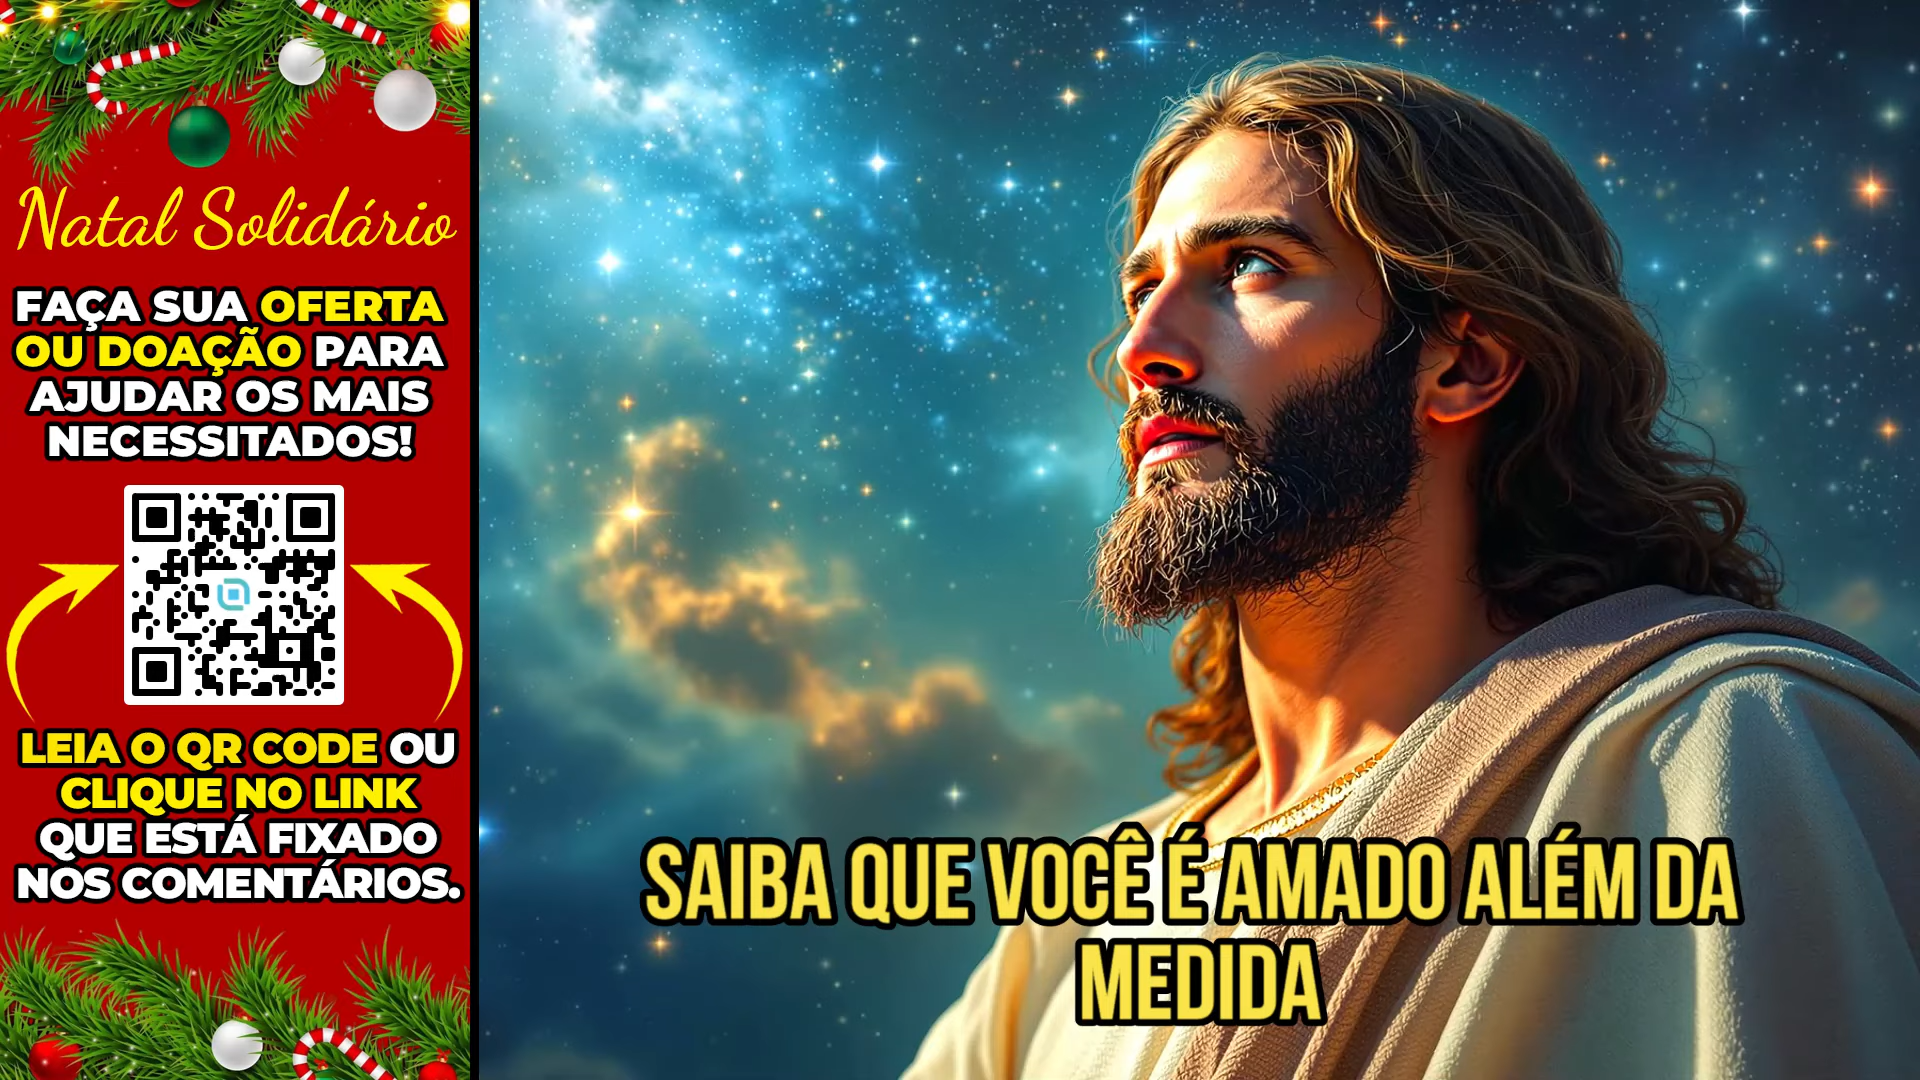 Natal Solidário
FAÇA SUA OFERTA
OU DOAÇÃO PARA
AJUDAR OS MAIS
NECESSITADOS!
LEIA O QR CODE OU
CLIQUE NO LINK
QUE ESTÁ FIXADO
NOS COMENTÁRIOS.
SAIBA QUE VOCÊ É AMADO ALÉM DA
MEDIDA